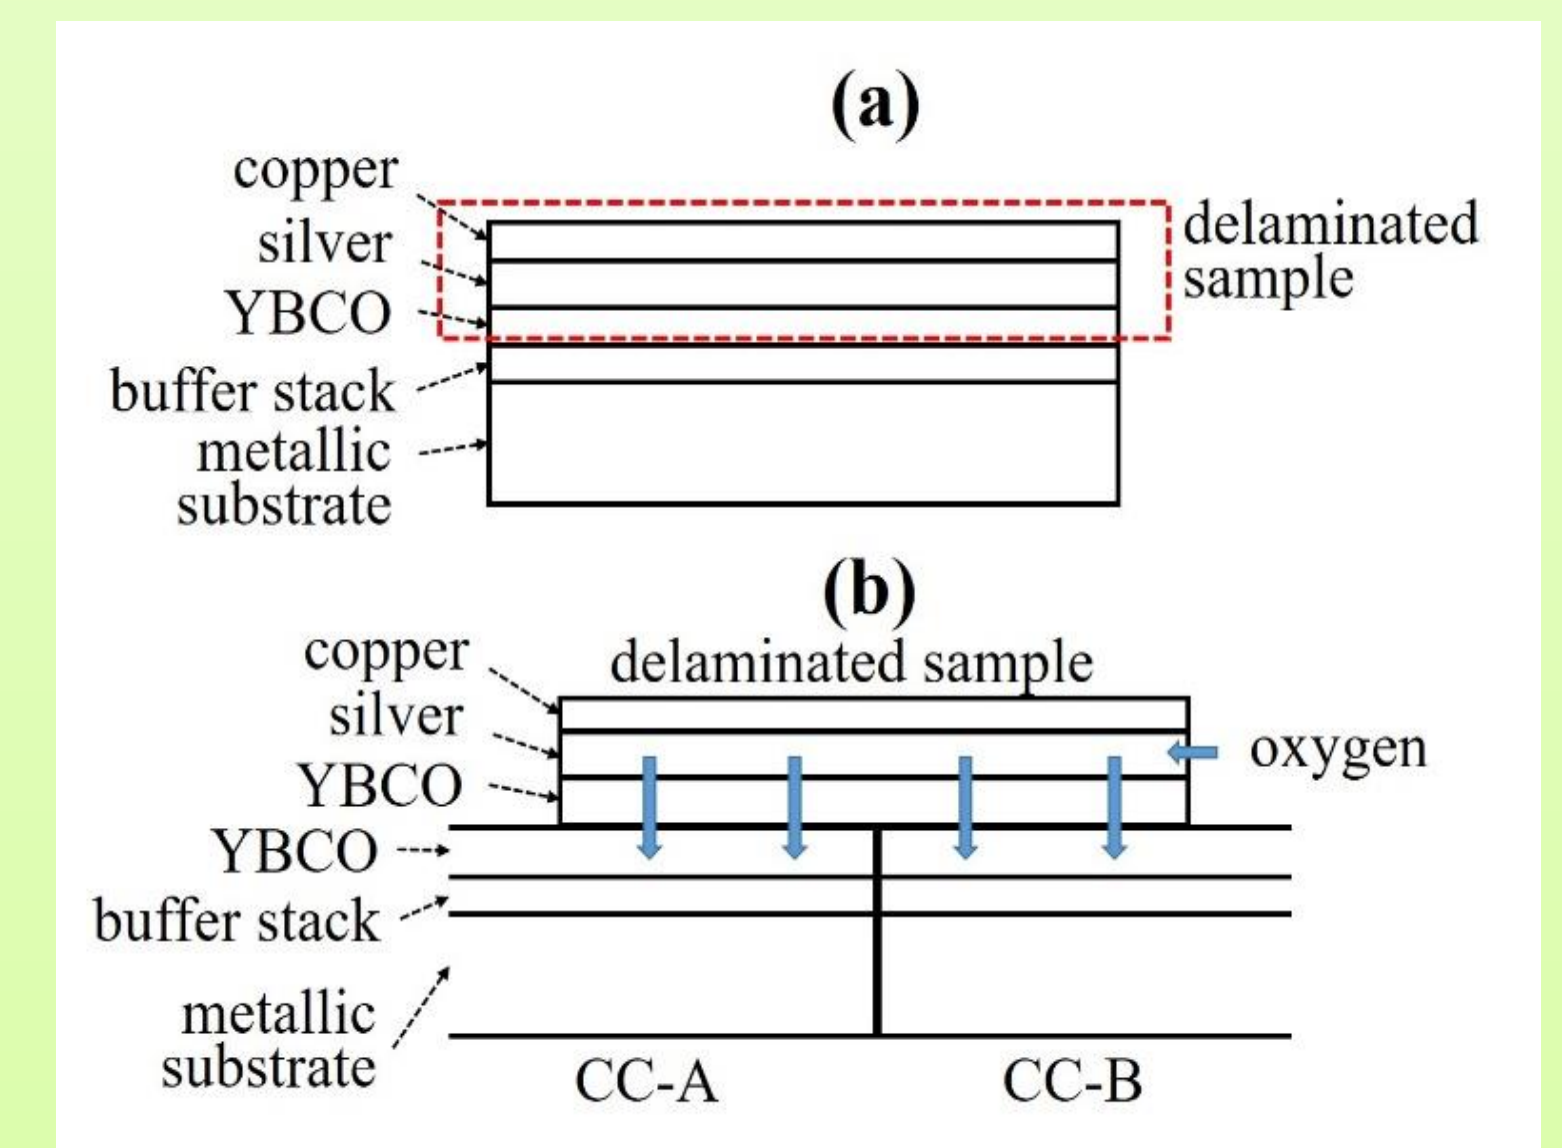 (a)
copper
silver
YBCO
buffer stack
metallic
substrate
delaminated
sample
(b)
delaminated sample
copper
silver
YBCO
YBCO
buffer stack
metallic
substrate
oxygen
CC-A
CC-B